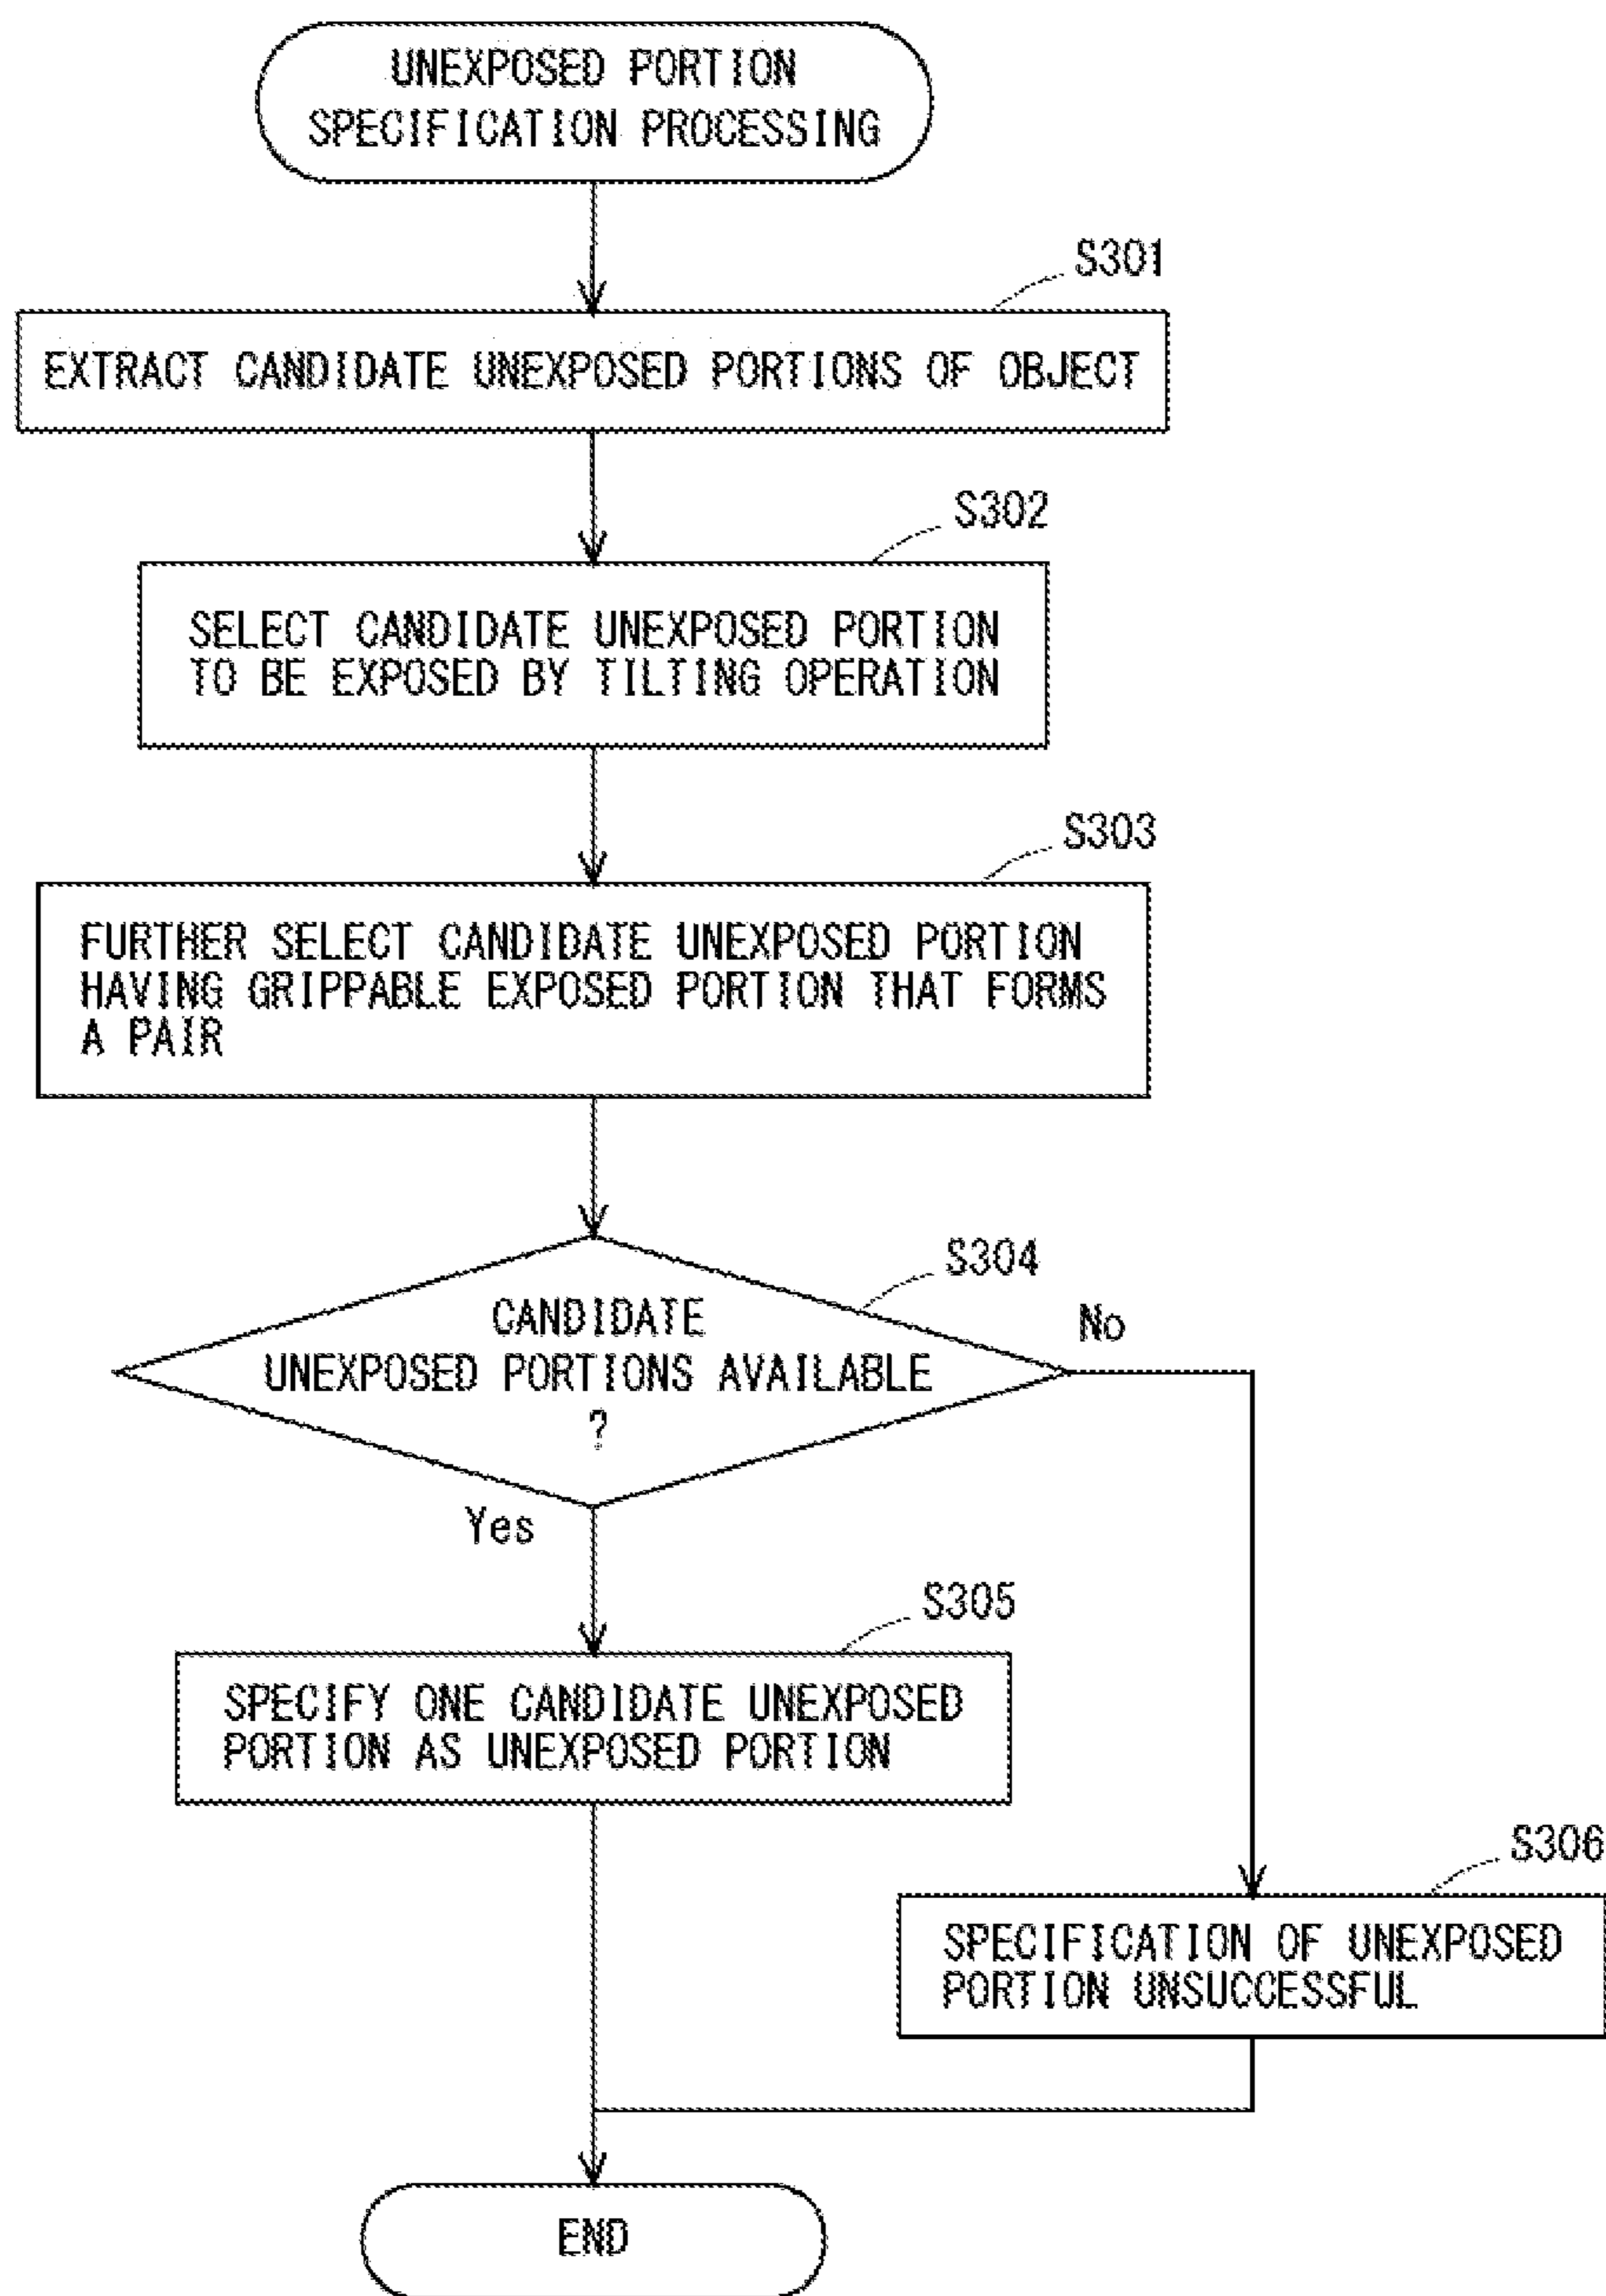 UNEXPOSED PORTION
SPECIFICATION PROCESSING
S301
EXTRACT CANDIDATE UNEXPOSED PORTIONS OF OBJECT
S302
SELECT CANDIDATE UNEXPOSED PORTION
TO BE EXPOSED BY TILTING OPERATION
S303
FURTHER SELECT CANDIDATE UNEXPOSED PORTION
HAVING GRIPPABLE EXPOSED PORTION THAT FORMS
A PAIR
S304
CANDIDATE
UNEXPOSED PORTIONS AVAILABLE
?
No
Yes
S305
SPECIFY ONE CANDIDATE UNEXPOSED
PORTION AS UNEXPOSED PORTION
S306
SPECIFICATION OF UNEXPOSED
PORTION UNSUCCESSFUL
END